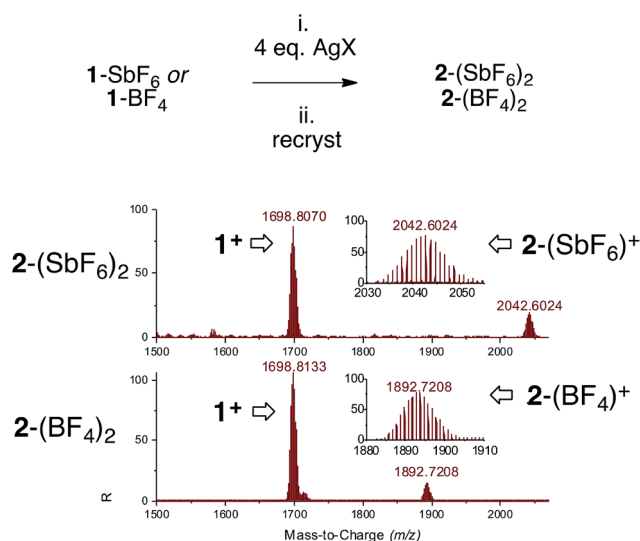 i.
4 eq. AgX
1-SbF6 or
1-BF4
2-(SbF6)2
2-(BF4)2
ii.
recryst
100
50
0
1698.8070
1+
2-(SbF6)2
100
50
0
2042.6024
2030 2040 2050
2-(SbF6)+
2042.6024
1500 1600 1700 1800 1900 2000
100
50
0
1698.8133
1+
2-(BF4)2
100
50
0
1892.7208
1880 1890 1900 1910
2-(BF4)+
1892.7208
R
1500 1600 1700 1800 1900 2000
Mass-to-Charge (m/z)